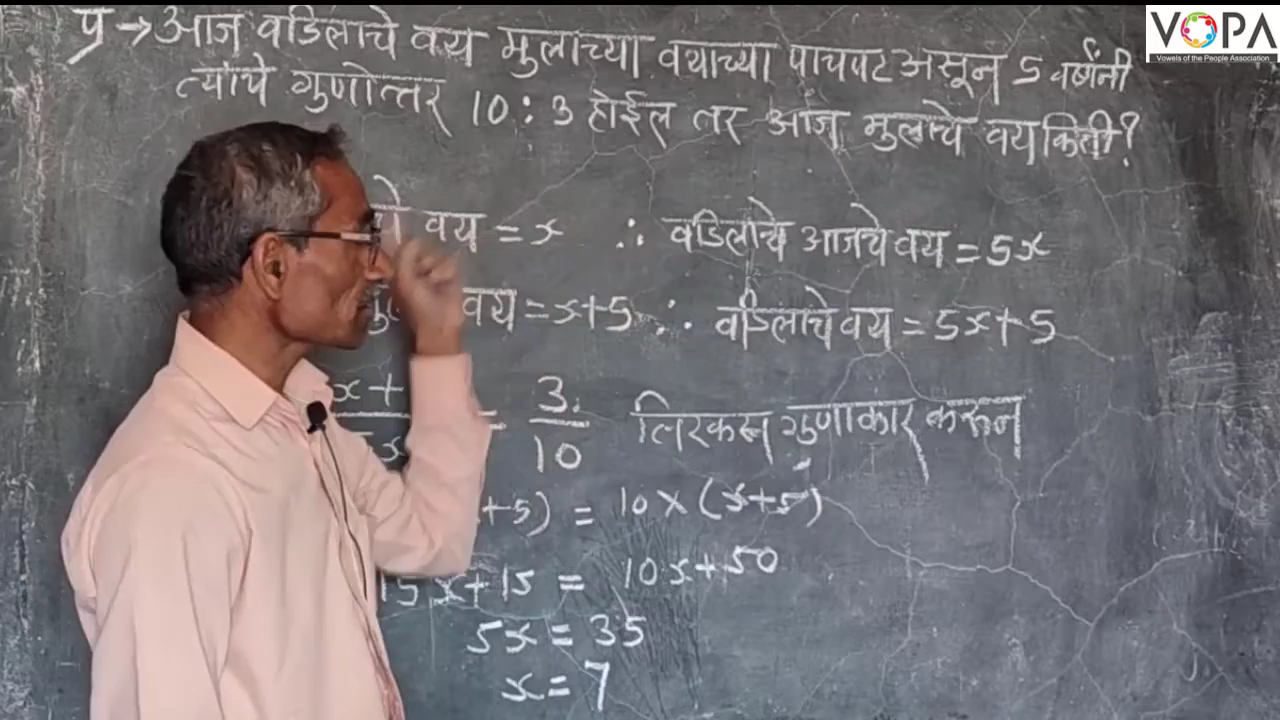 प्र → आज वडिलाचे वय मुलाच्या वयाच्या पाचपट असून 5 वर्षांनी
त्यांचे गुणोत्तर 10 : 3 होईल तर आज मुलाचे वय किती?
चे वय = x ∴ वडिलाचे आजचे वय = 5x
वय = x+5 ∴ वडिलाचे वय = 5x+5
x+ = 3 / 10 तिरकस गुणाकार करून
+5) = 10 × (x+5)
15x+15 = 10x+50
5x = 35
x = 7
VOPA
Vowels of the People Association